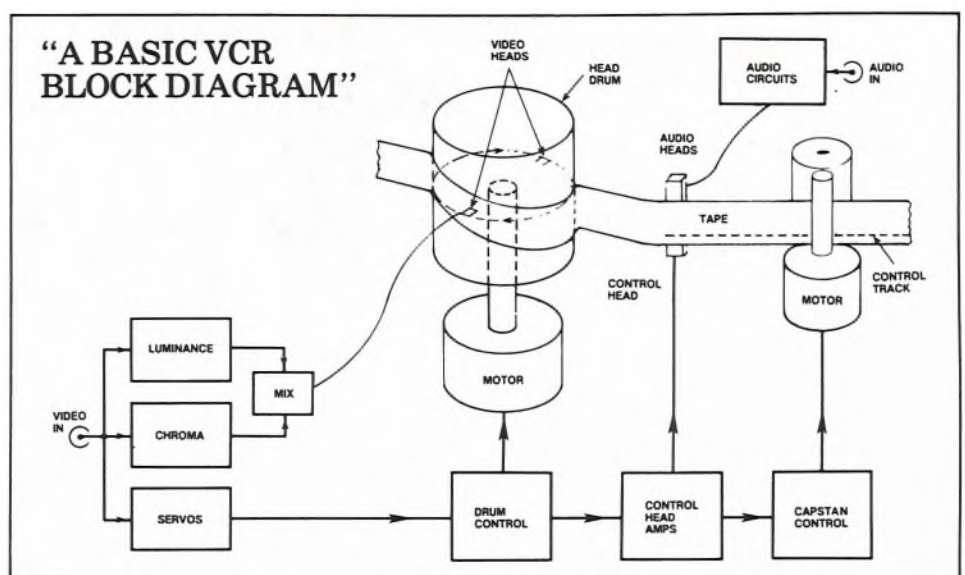 "A BASIC VCR
BLOCK DIAGRAM"
VIDEO
HEADS
HEAD
DRUM
AUDIO
CIRCUITS
AUDIO
IN
AUDIO
HEADS
TAPE
CONTROL
HEAD
CONTROL
TRACK
MOTOR
MOTOR
LUMINANCE
MIX
VIDEO
IN
CHROMA
SERVOS
DRUM
CONTROL
CONTROL
HEAD
AMPS
CAPSTAN
CONTROL